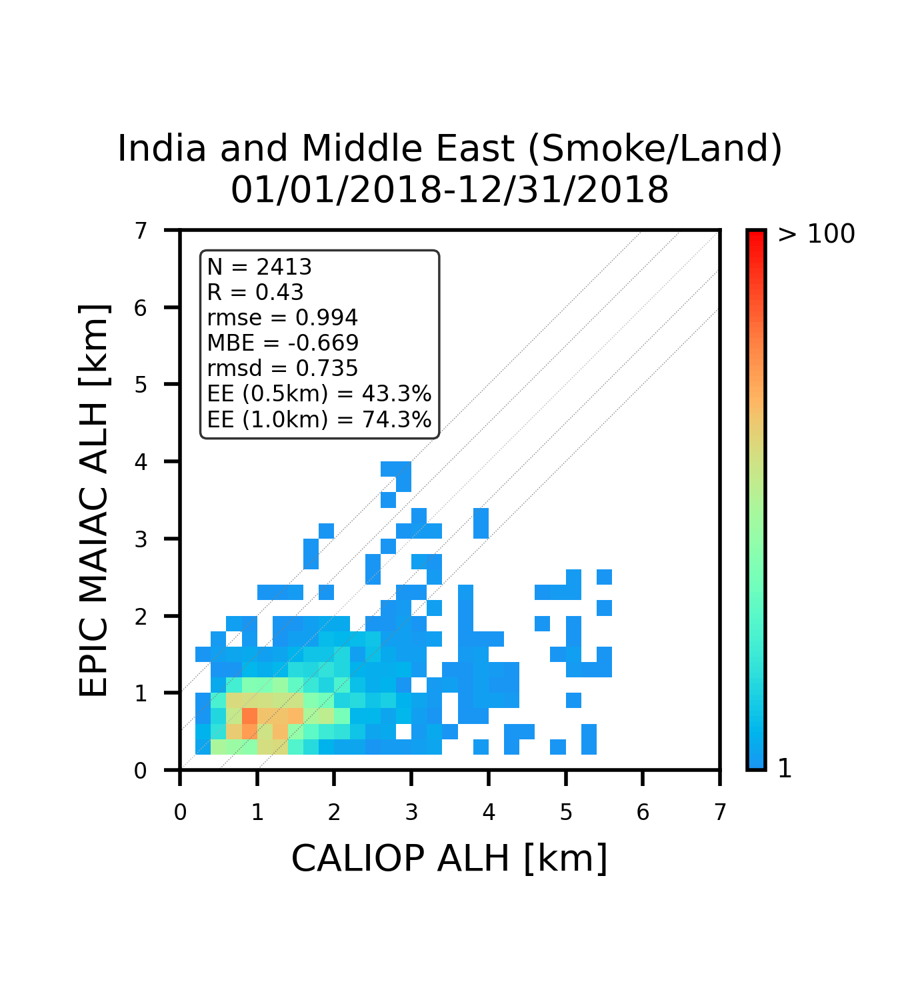 India and Middle East (Smoke/Land)
01/01/2018-12/31/2018
EPIC MAIAC ALH [km]
7
6
5
4
3
2
1
0
N = 2413
R = 0.43
rmse = 0.994
MBE = -0.669
rmsd = 0.735
EE (0.5km) = 43.3%
EE (1.0km) = 74.3%
> 100
1
0 1 2 3 4 5 6 7
CALIOP ALH [km]